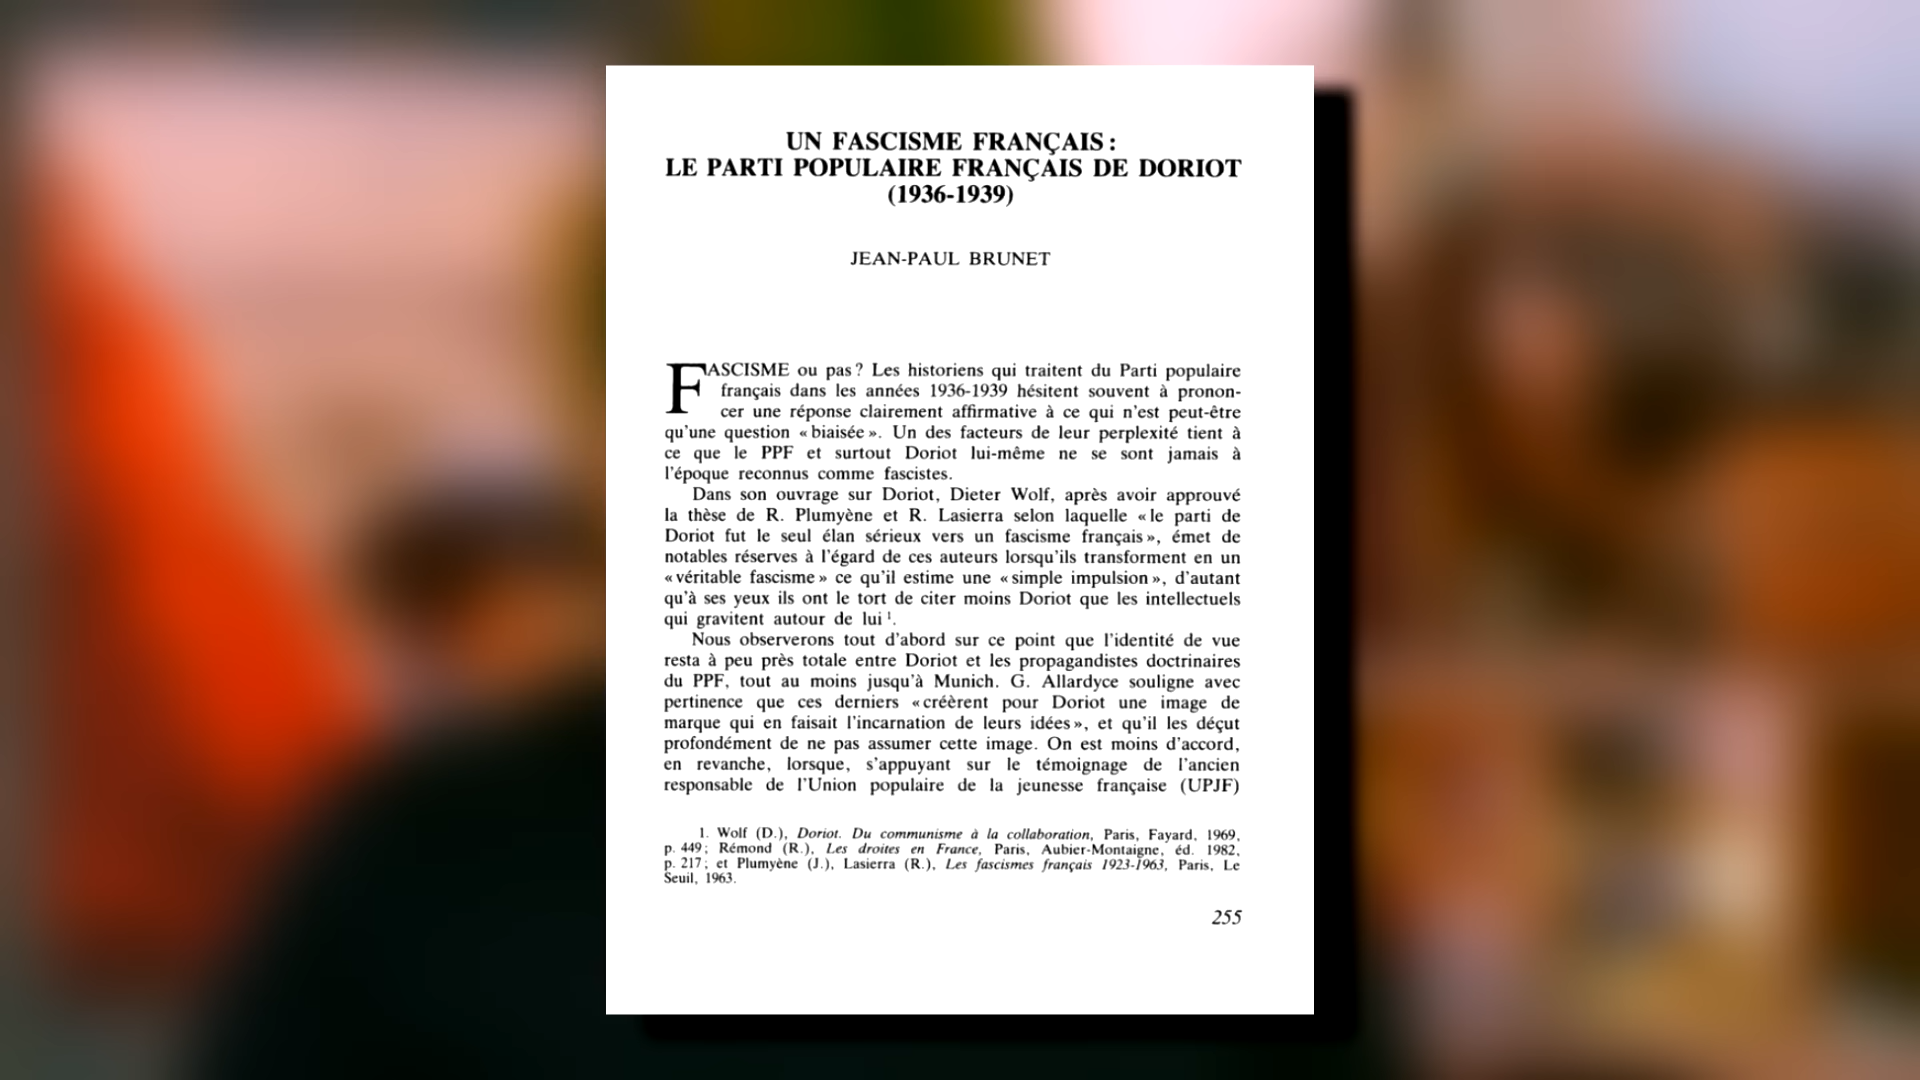 UN FASCISME FRANÇAIS :
LE PARTI POPULAIRE FRANÇAIS DE DORIOT
(1936-1939)
JEAN-PAUL BRUNET
FASCISME ou pas ? Les historiens qui traitent du Parti populaire
français dans les années 1936-1939 hésitent souvent à pronon-
cer une réponse clairement affirmative à ce qui n'est peut-être
qu'une question « biaisée ». Un des facteurs de leur perplexité tient à
ce que le PPF et surtout Doriot lui-même ne se sont jamais à
l'époque reconnus comme fascistes.
Dans son ouvrage sur Doriot, Dieter Wolf, après avoir approuvé
la thèse de R. Plumyène et R. Lasierra selon laquelle « le parti de
Doriot fut le seul élan sérieux vers un fascisme français », émet de
notables réserves à l'égard de ces auteurs lorsqu'ils transforment en un
« véritable fascisme » ce qu'il estime une « simple impulsion », d'autant
qu'à ses yeux ils ont le tort de citer moins Doriot que les intellectuels
qui gravitent autour de lui ¹.
Nous observerons tout d'abord sur ce point que l'identité de vue
resta à peu près totale entre Doriot et les propagandistes doctrinaires
du PPF, tout au moins jusqu'à Munich. G. Allardyce souligne avec
pertinence que ces derniers « créèrent pour Doriot une image de
marque qui en faisait l'incarnation de leurs idées », et qu'il les déçut
profondément de ne pas assumer cette image. On est moins d'accord,
en revanche, lorsque, s'appuyant sur le témoignage de l'ancien
responsable de l'Union populaire de la jeunesse française (UPJF)
1. Wolf (D.), Doriot. Du communisme à la collaboration, Paris, Fayard, 1969,
p. 449 ; Rémond (R.), Les droites en France, Paris, Aubier-Montaigne, éd. 1982,
p. 217 ; et Plumyène (J.), Lasierra (R.), Les fascismes français 1923-1963, Paris, Le
Seuil, 1963.
255